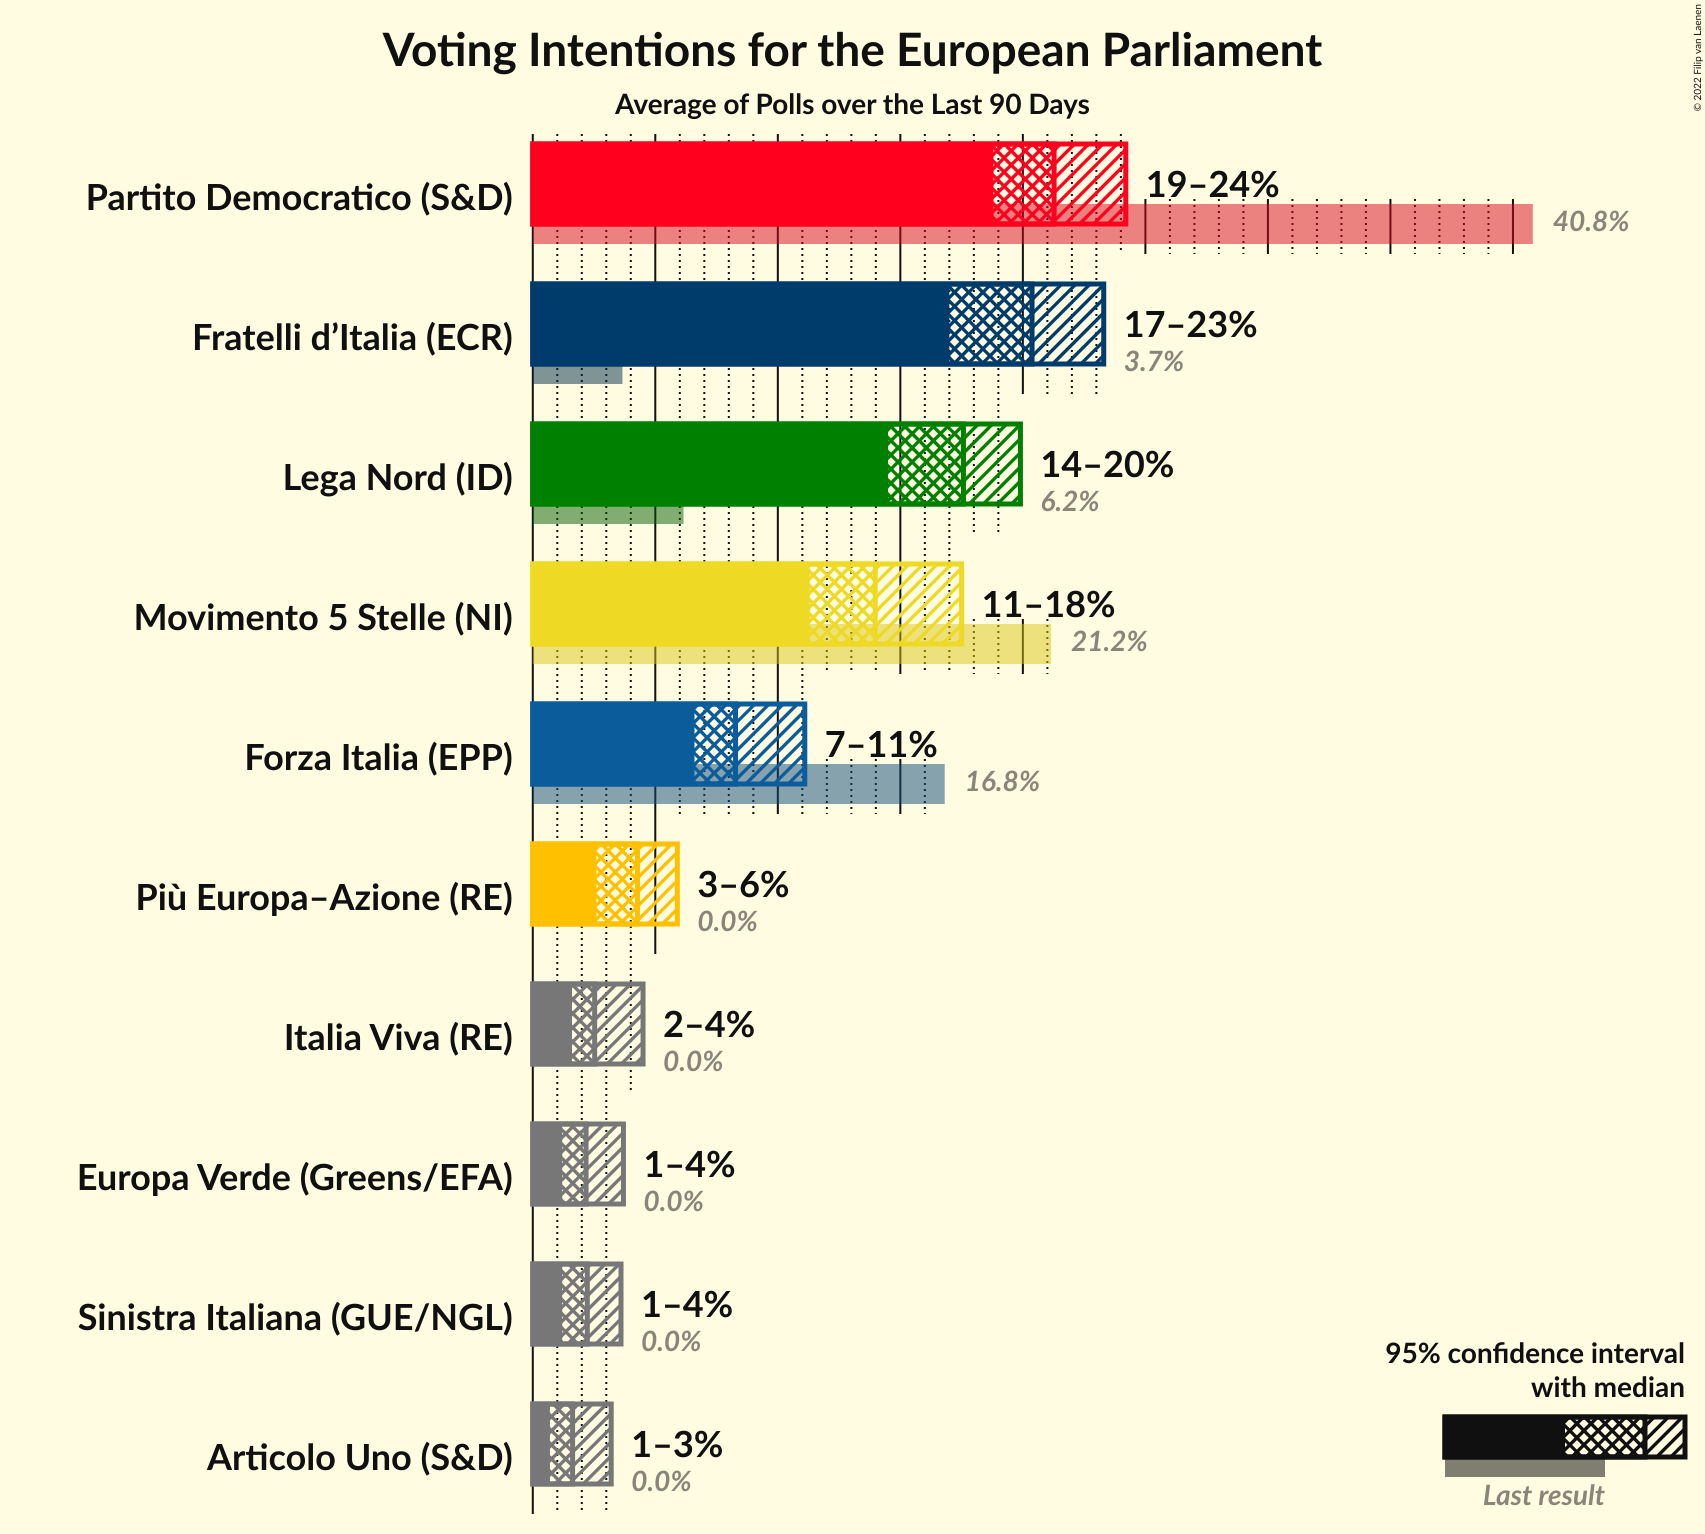 Voting Intentions for the European Parliament
Average of Polls over the Last 90 Days
© 2022 Filip van Laenen
Partito Democratico (S&D)
19–24%
40.8%
Fratelli d’Italia (ECR)
17–23%
3.7%
Lega Nord (ID)
14–20%
6.2%
Movimento 5 Stelle (NI)
11–18%
21.2%
Forza Italia (EPP)
7–11%
16.8%
Più Europa–Azione (RE)
3–6%
0.0%
Italia Viva (RE)
2–4%
0.0%
Europa Verde (Greens/EFA)
1–4%
0.0%
Sinistra Italiana (GUE/NGL)
1–4%
0.0%
Articolo Uno (S&D)
1–3%
0.0%
95% confidence interval
with median
Last result